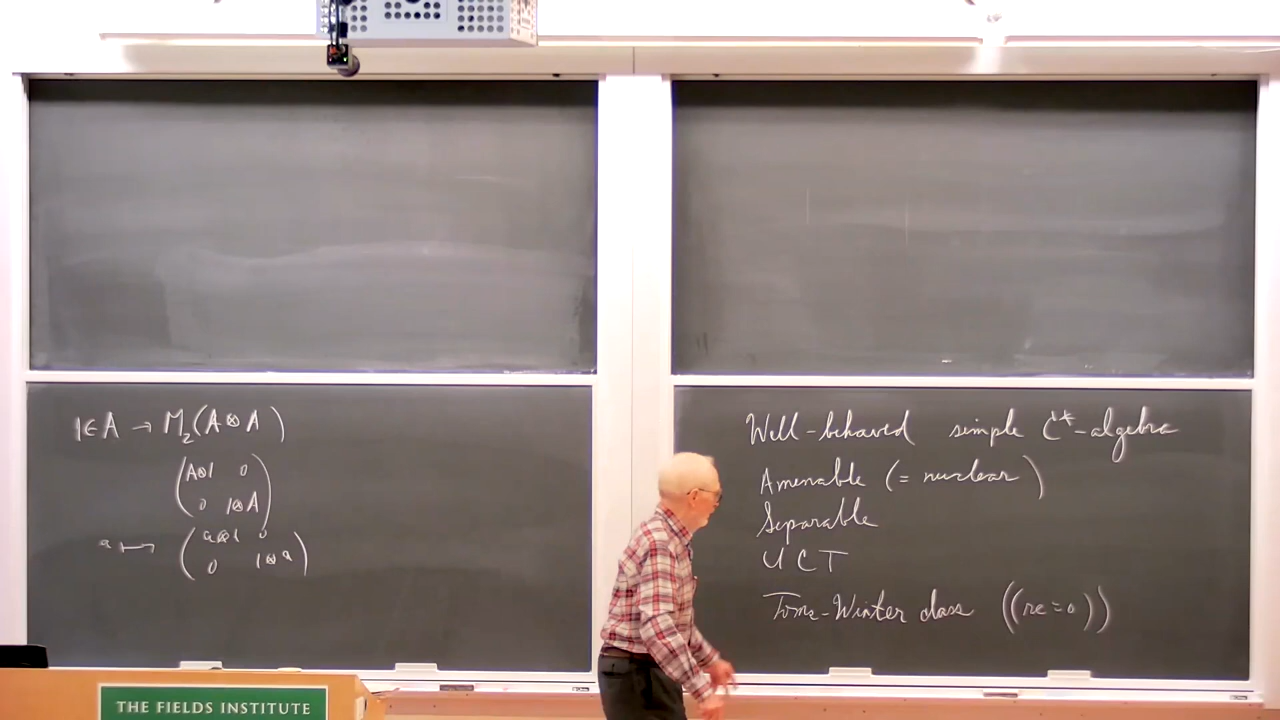 1∈A → M₂(A⊗A)
(A⊗1 0
0 1⊗A)
a ↦ (a⊗1 0
0 1⊗a)
Well-behaved simple C*-algebra
Amenable (= nuclear)
Separable
UCT
Toms-Winter class ((rc=0))
THE FIELDS INSTITUTE